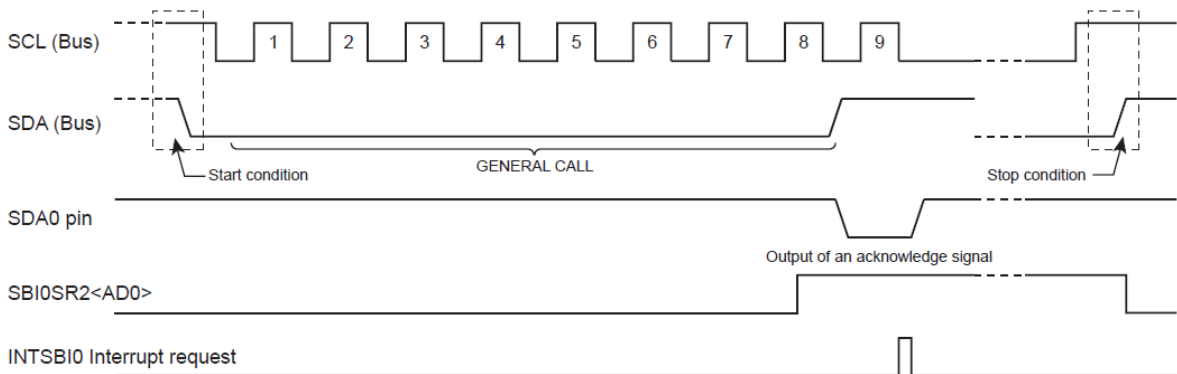 SCL (Bus)
1 2 3 4 5 6 7 8 9
SDA (Bus)
Start condition
GENERAL CALL
Stop condition
SDA0 pin
Output of an acknowledge signal
SBI0SR2<AD0>
INTSBI0 Interrupt request